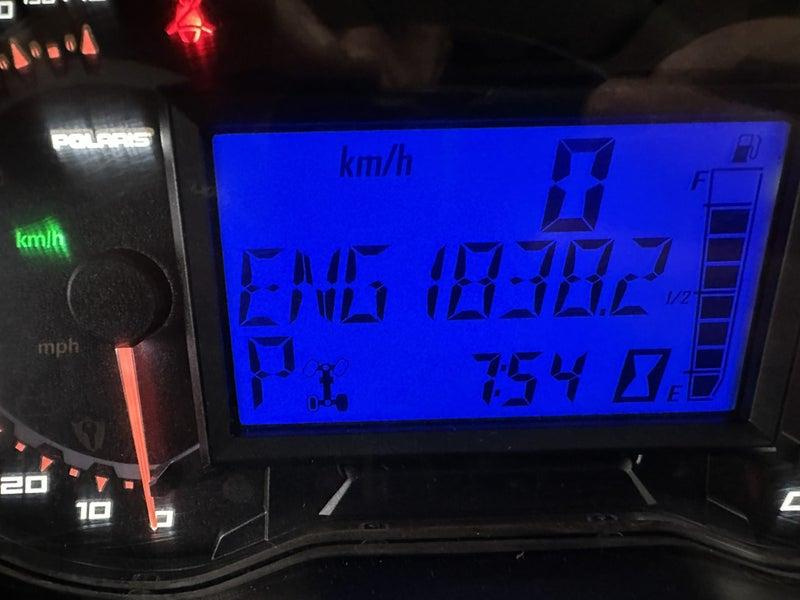 POLARIS
km/h
mph
20
10
0
km/h
0
ENG 1838.2
P
7:54
F
1/2
E